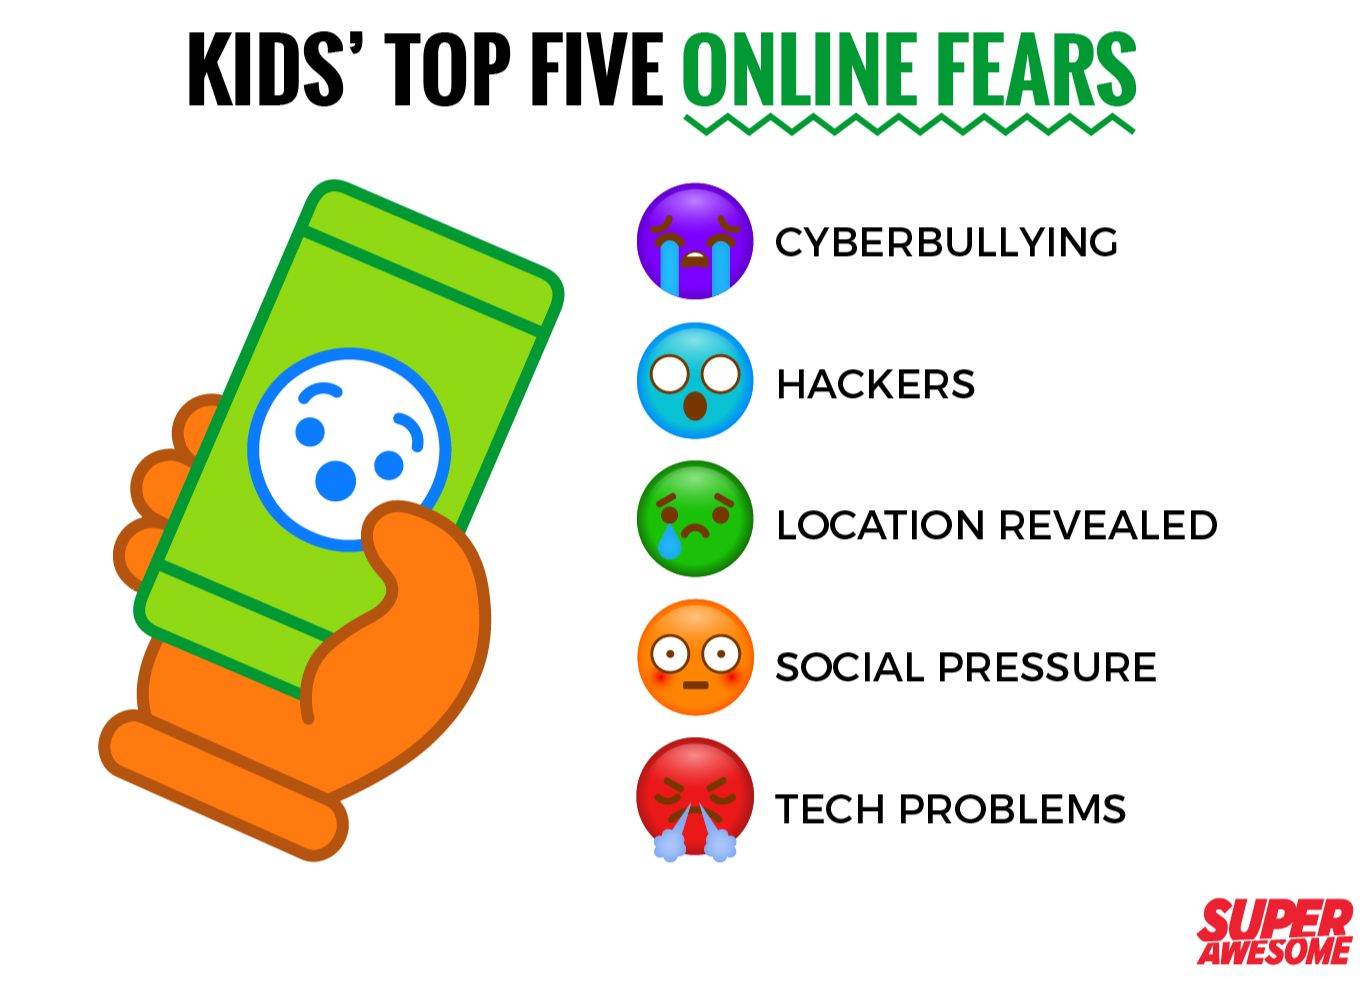 KIDS’ TOP FIVE ONLINE FEARS
CYBERBULLYING
HACKERS
LOCATION REVEALED
SOCIAL PRESSURE
TECH PROBLEMS
SUPER
AWESOME